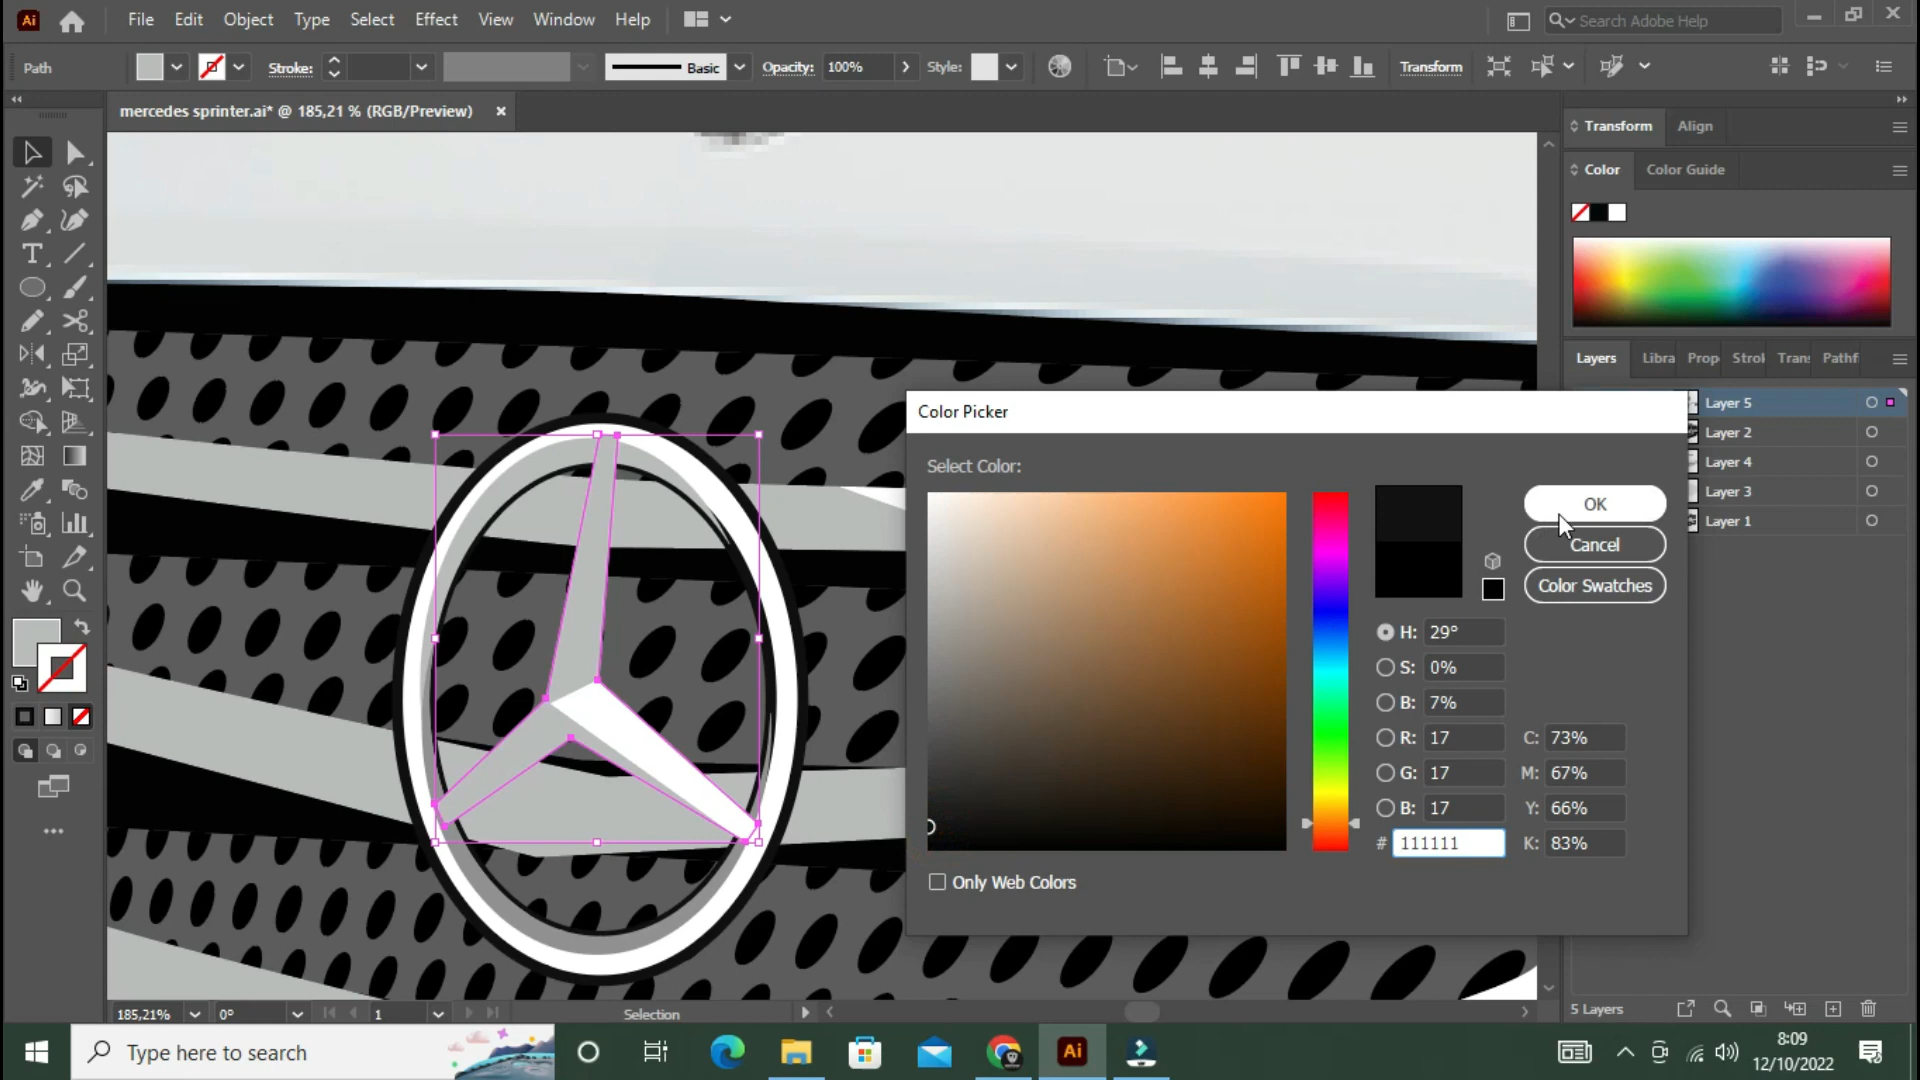 Ai File Edit Object Type Select Effect View Window Help Search Adobe Help
Path Stroke: Basic Opacity: 100% Style: Transform
mercedes sprinter.ai* @ 185,21 % (RGB/Preview) ×
Transform Align
Color Color Guide
Layers Libra Prop Strol Tran: Pathfi
Layer 5
Layer 2
Layer 4
Layer 3
Layer 1
Color Picker
Select Color:
OK
Cancel
Color Swatches
H: 29°
S: 0%
B: 7%
R: 17 C: 73%
G: 17 M: 67%
B: 17 Y: 66%
# 111111 K: 83%
Only Web Colors
185,21% 0° 1 Selection
5 Layers
Type here to search
Ai
8:09
12/10/2022